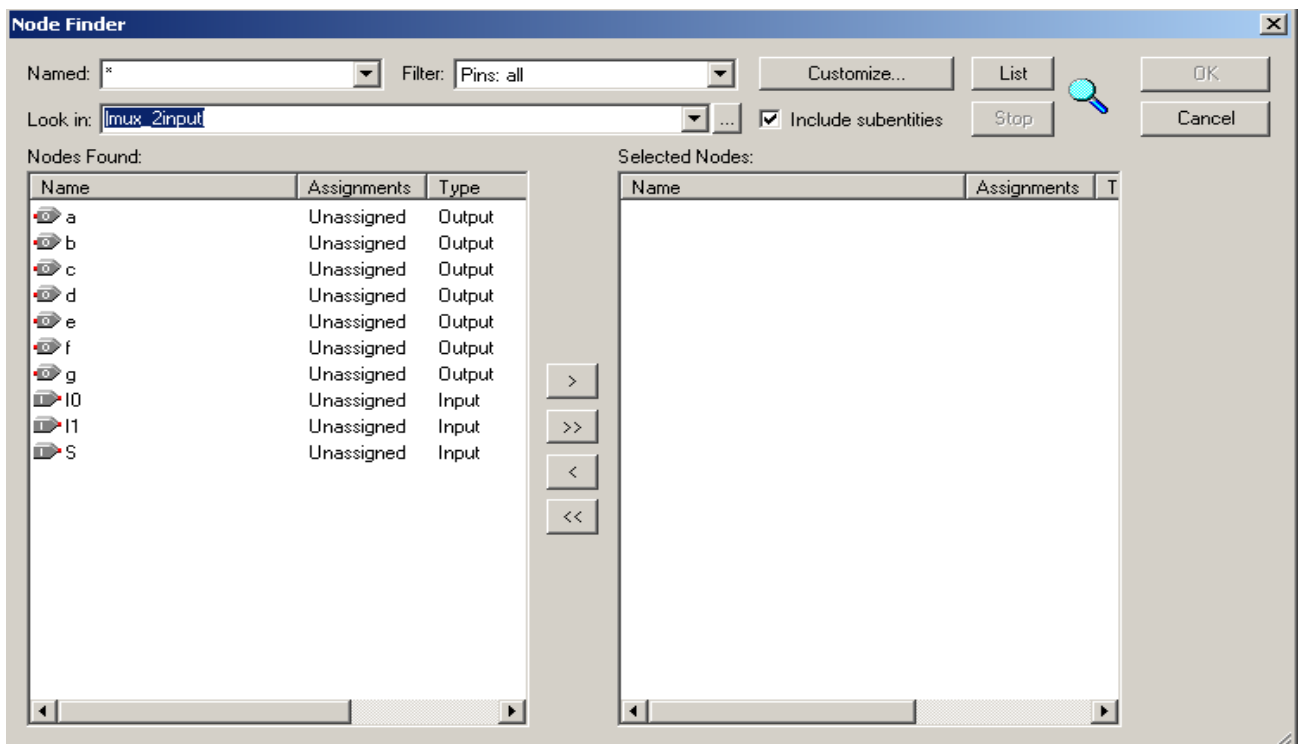 Node Finder
Named: * Filter: Pins: all Customize... List OK
Look in: |mux_2input| ... Include subentities Stop Cancel
Nodes Found: Selected Nodes:
Name Assignments Type Name Assignments T
a Unassigned Output
b Unassigned Output
c Unassigned Output
d Unassigned Output
e Unassigned Output
f Unassigned Output
g Unassigned Output
I0 Unassigned Input
I1 Unassigned Input
S Unassigned Input
>
>>
<
<<